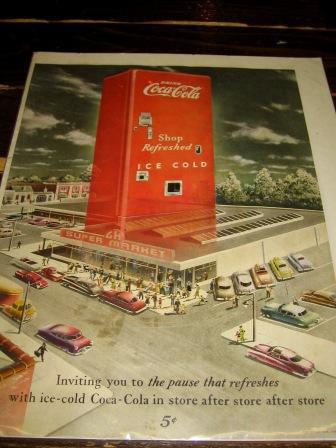 DRINK
Coca-Cola
Shop
Refreshed
ICE COLD
SUPER MARKET
Inviting you to the pause that refreshes
with ice-cold Coca-Cola in store after store after store
5¢